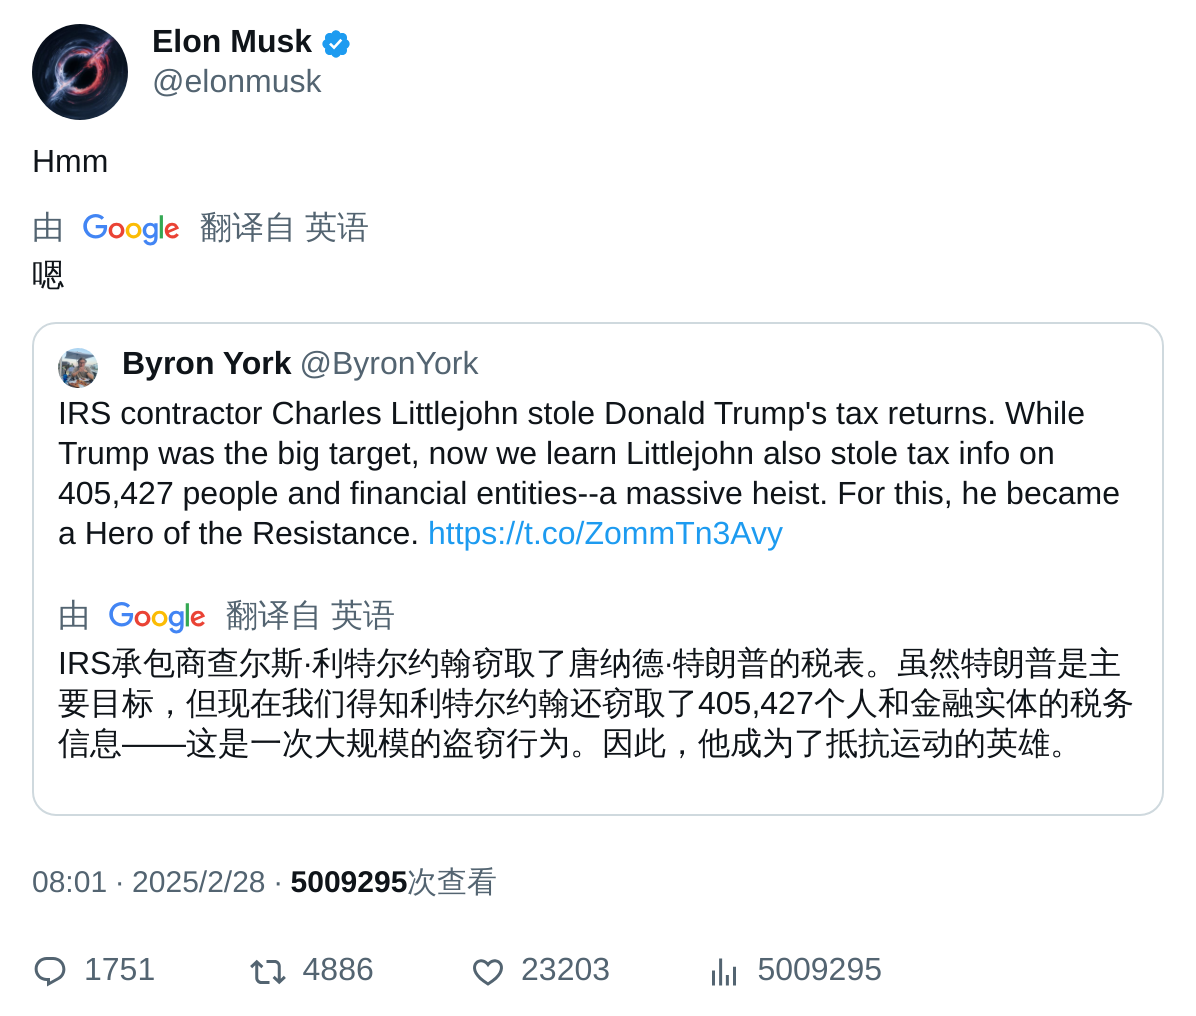 Elon Musk
@elonmusk
Hmm
由 Google 翻译自 英语
嗯
Byron York @ByronYork
IRS contractor Charles Littlejohn stole Donald Trump's tax returns. While
Trump was the big target, now we learn Littlejohn also stole tax info on
405,427 people and financial entities--a massive heist. For this, he became
a Hero of the Resistance. https://t.co/ZommTn3Avy
由 Google 翻译自 英语
IRS承包商查尔斯·利特尔约翰窃取了唐纳德·特朗普的税表。虽然特朗普是主
要目标，但现在我们得知利特尔约翰还窃取了405,427个人和金融实体的税务
信息——这是一次大规模的盗窃行为。因此，他成为了抵抗运动的英雄。
08:01 · 2025/2/28 · 5009295次查看
1751 4886 23203 5009295